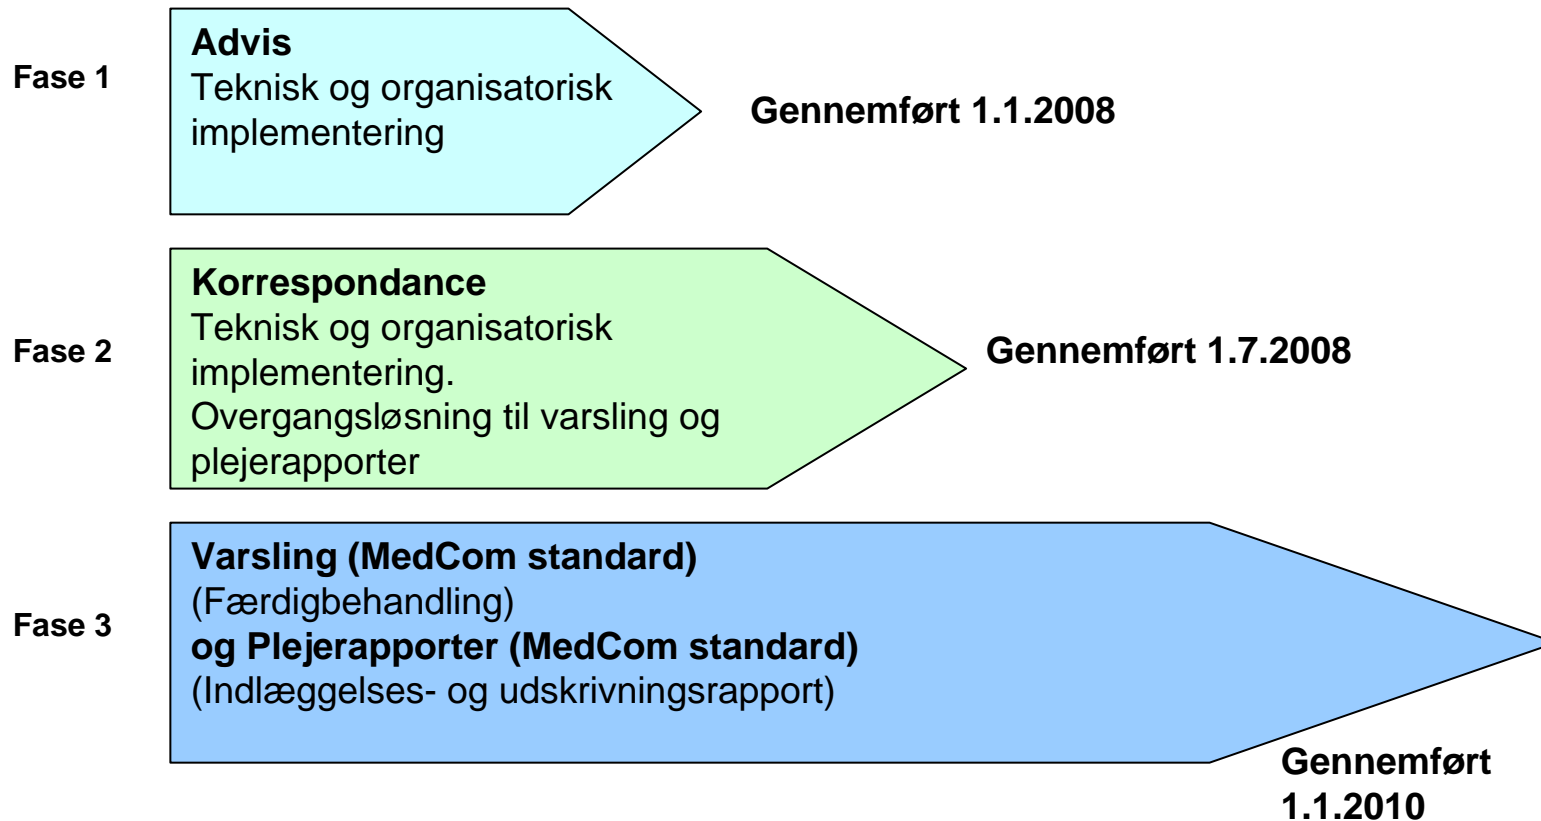 Fase 1
Advis
Teknisk og organisatorisk
implementering
Gennemført 1.1.2008
Fase 2
Korrespondance
Teknisk og organisatorisk
implementering.
Overgangsløsning til varsling og
plejerapporter
Gennemført 1.7.2008
Fase 3
Varsling (MedCom standard)
(Færdigbehandling)
og Plejerapporter (MedCom standard)
(Indlæggelses- og udskrivningsrapport)
Gennemført
1.1.2010